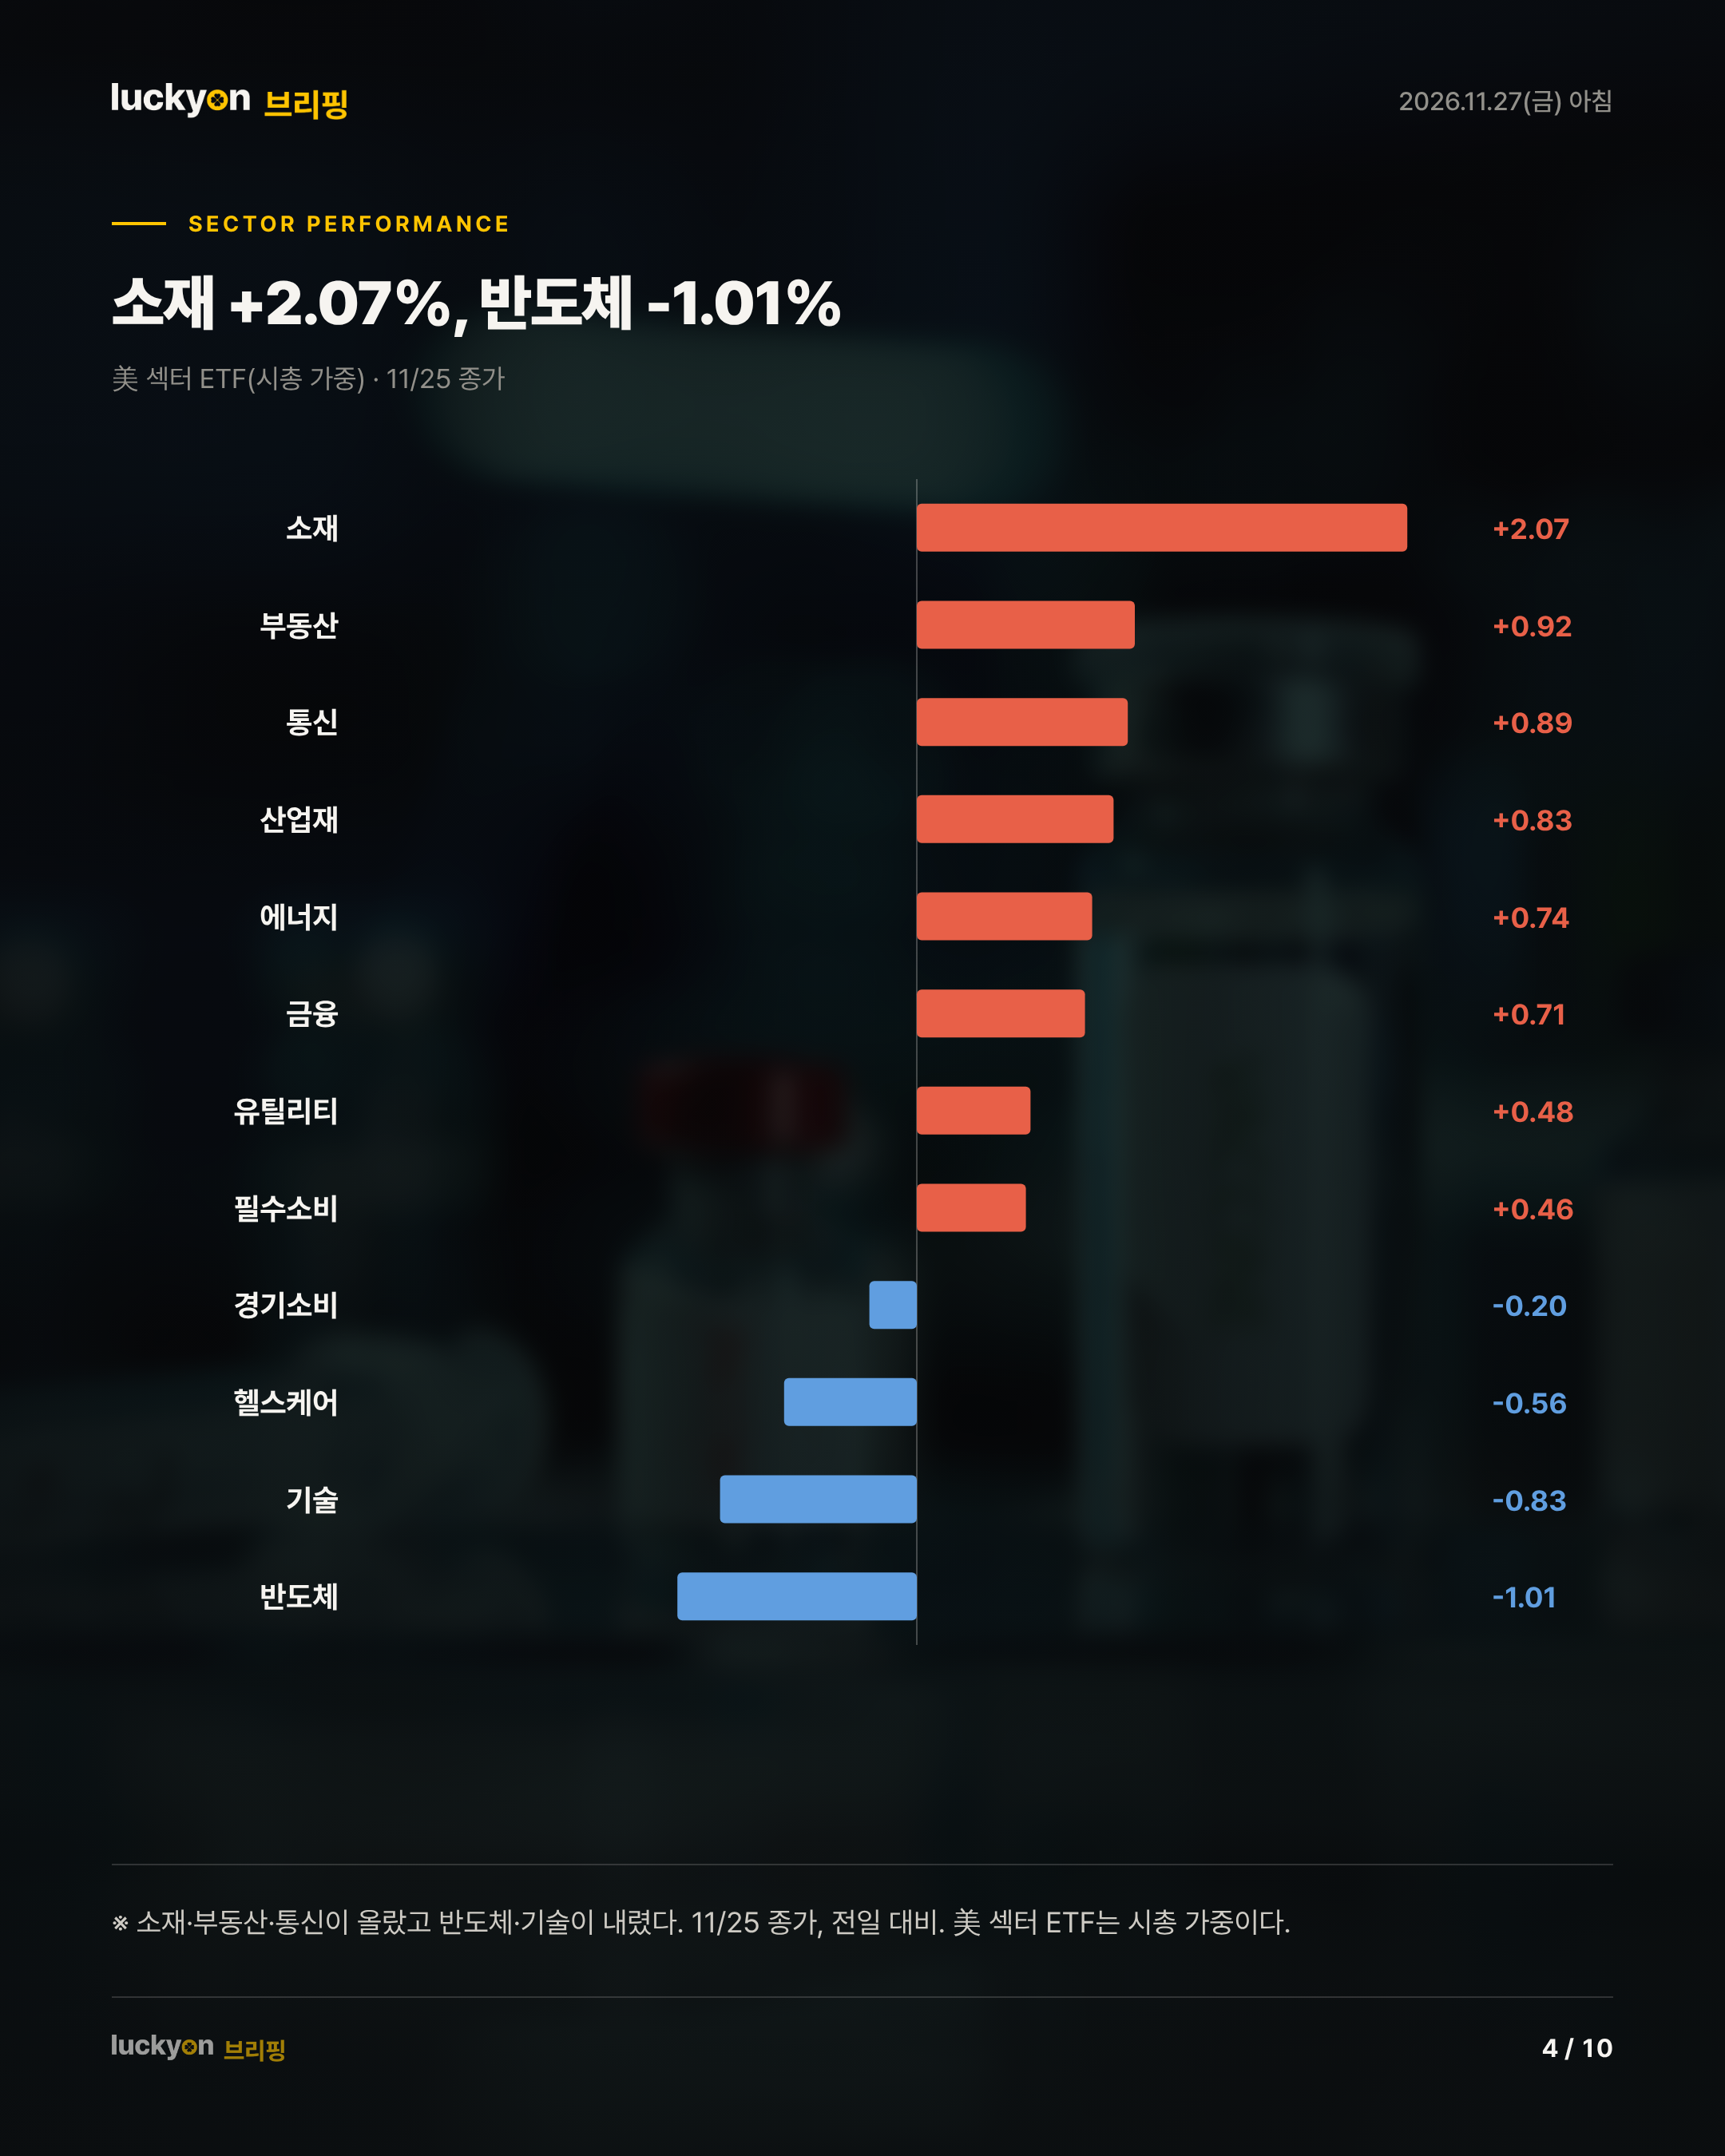 luckyon 브리핑
2026.11.27(금) 아침
SECTOR PERFORMANCE
소재 +2.07%, 반도체 -1.01%
美 섹터 ETF(시총 가중) · 11/25 종가
소재 +2.07
부동산 +0.92
통신 +0.89
산업재 +0.83
에너지 +0.74
금융 +0.71
유틸리티 +0.48
필수소비 +0.46
경기소비 -0.20
헬스케어 -0.56
기술 -0.83
반도체 -1.01
※ 소재·부동산·통신이 올랐고 반도체·기술이 내렸다. 11/25 종가, 전일 대비. 美 섹터 ETF는 시총 가중이다.
luckyon 브리핑
4 / 10